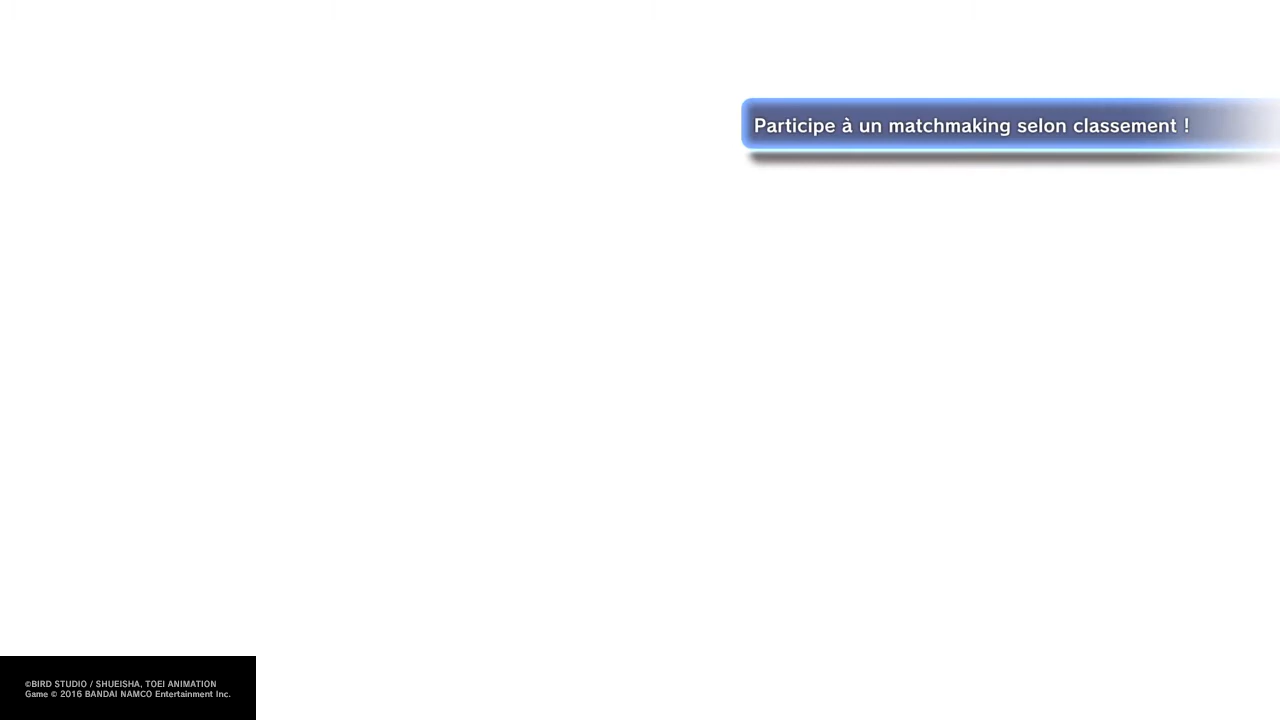 Participe à un matchmaking selon classement !
©BIRD STUDIO / SHUEISHA, TOEI ANIMATION
Game © 2016 BANDAI NAMCO Entertainment Inc.